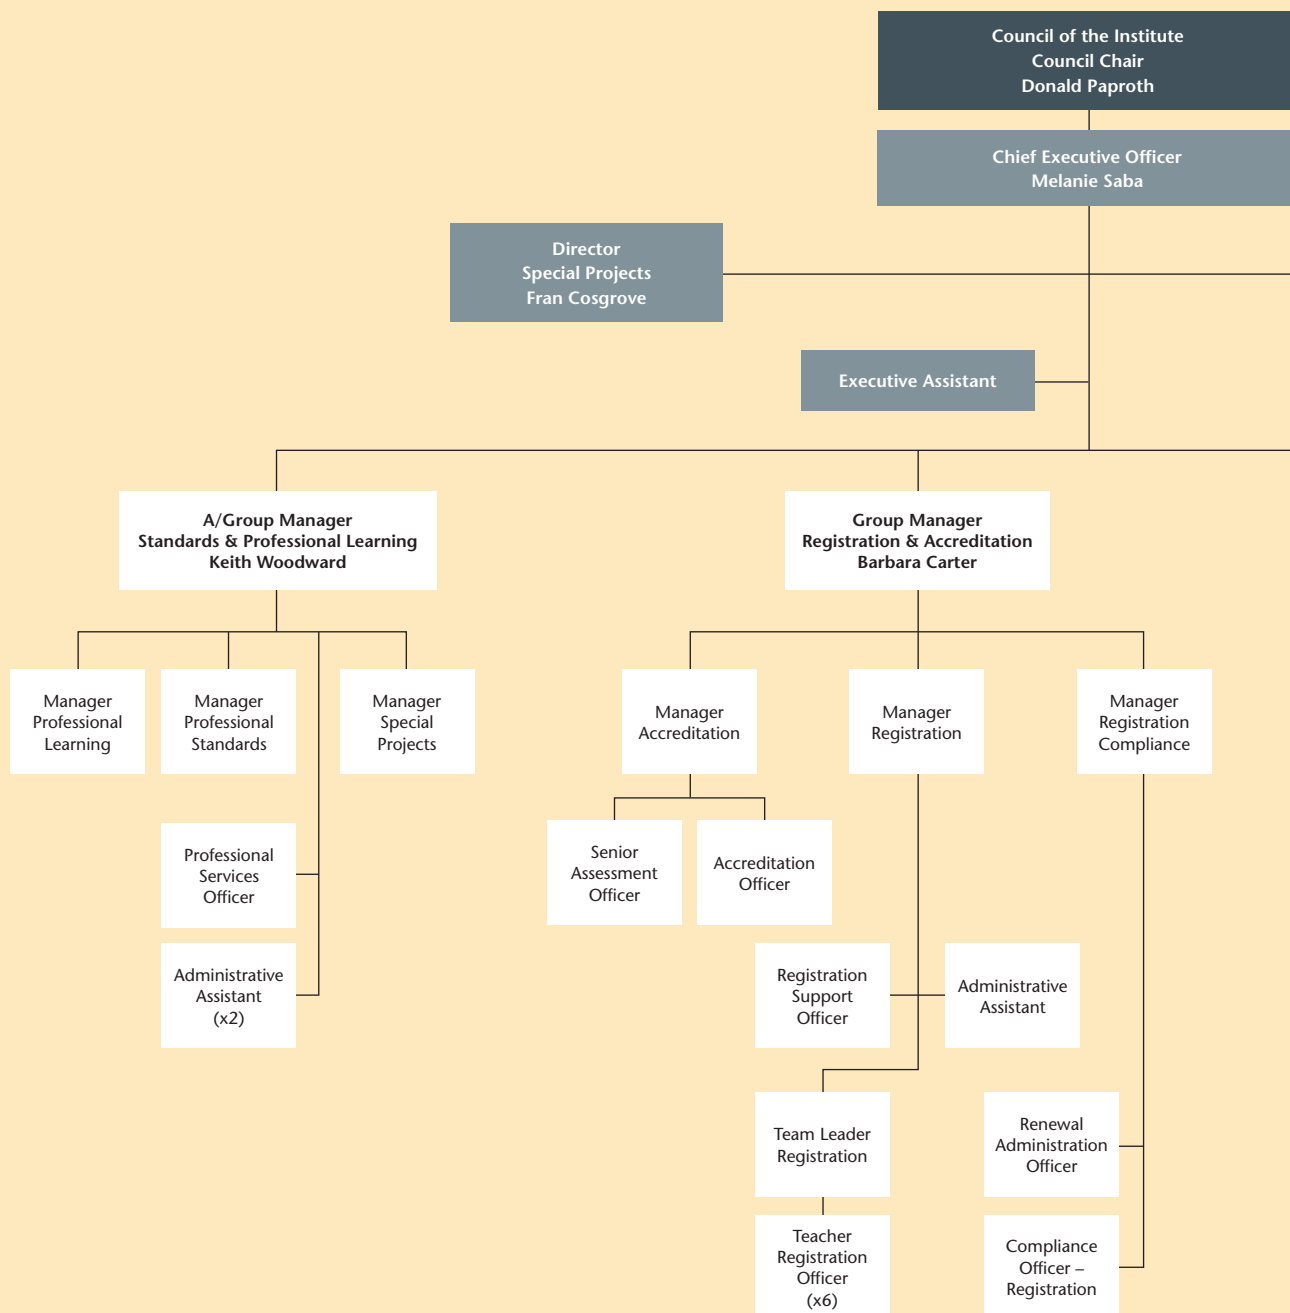 Council of the Institute
Council Chair
Donald Paproth
Chief Executive Officer
Melanie Saba
Director
Special Projects
Fran Cosgrove
Executive Assistant
A/Group Manager
Standards & Professional Learning
Keith Woodward
Group Manager
Registration & Accreditation
Barbara Carter
Manager
Professional
Learning
Manager
Professional
Standards
Manager
Special
Projects
Manager
Accreditation
Manager
Registration
Manager
Registration
Compliance
Professional
Services
Officer
Senior
Assessment
Officer
Accreditation
Officer
Administrative
Assistant
(x2)
Registration
Support
Officer
Administrative
Assistant
Team Leader
Registration
Renewal
Administration
Officer
Teacher
Registration
Officer
(x6)
Compliance
Officer –
Registration